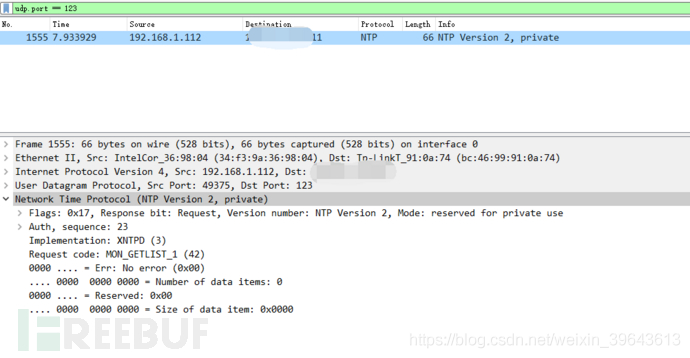 udp.port == 123
No. Time Source Destination Protocol Length Info
1555 7.933929 192.168.1.112 NTP 66 NTP Version 2, private
Frame 1555: 66 bytes on wire (528 bits), 66 bytes captured (528 bits) on interface 0
Ethernet II, Src: IntelCor_36:98:04 (34:f3:9a:36:98:04), Dst: Tp-LinkT_91:0a:74 (bc:46:99:91:0a:74)
Internet Protocol Version 4, Src: 192.168.1.112, Dst:
User Datagram Protocol, Src Port: 49375, Dst Port: 123
Network Time Protocol (NTP Version 2, private)
Flags: 0x17, Response bit: Request, Version number: NTP Version 2, Mode: reserved for private use
Auth, sequence: 23
Implementation: XNTPD (3)
Request code: MON_GETLIST_1 (42)
0000 .... = Err: No error (0x00)
.... 0000 0000 0000 = Number of data items: 0
0000 .... = Reserved: 0x00
.... 0000 0000 0000 = Size of data item: 0x0000
FREEBUF
https://blog.csdn.net/weixin_39643613